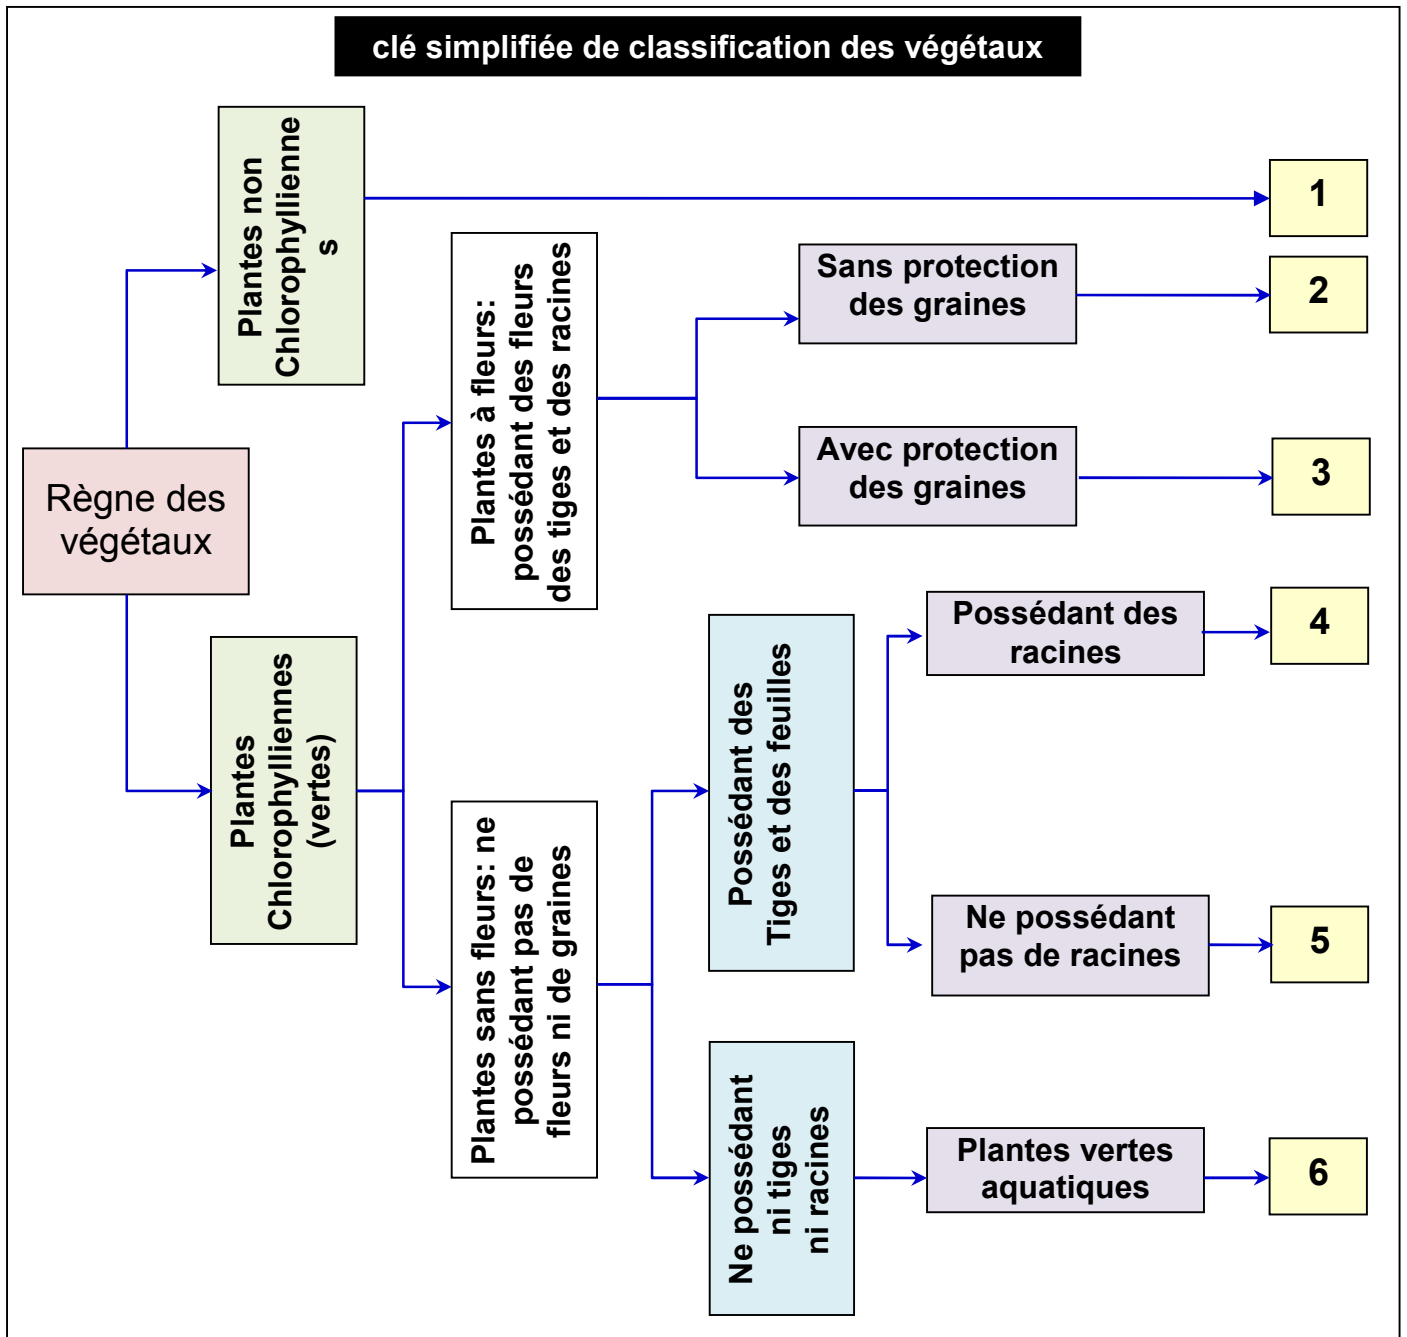 clé simplifiée de classification des végétaux
Plantes non
Chlorophyllienne
s
1
Plantes à fleurs:
possédant des fleurs
des tiges et des racines
Sans protection
des graines
2
Avec protection
des graines
3
Règne des
végétaux
Plantes
Chlorophylliennes
(vertes)
Possédant des
Tiges et des feuilles
Possédant des
racines
4
Plantes sans fleurs: ne
possédant pas de
fleurs ni de graines
Ne possédant
pas de racines
5
Ne possédant
ni tiges
ni racines
Plantes vertes
aquatiques
6